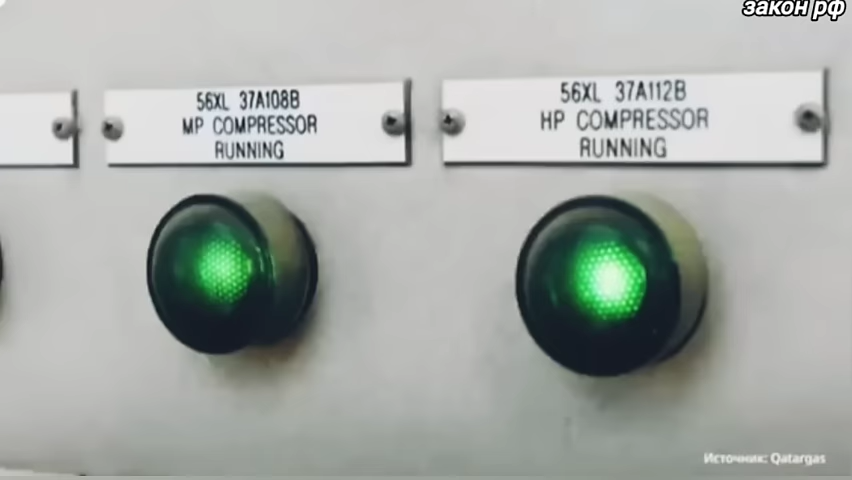 закон рф
56XL 37A108B
MP COMPRESSOR
RUNNING
56XL 37A112B
HP COMPRESSOR
RUNNING
Источник: Qatargas